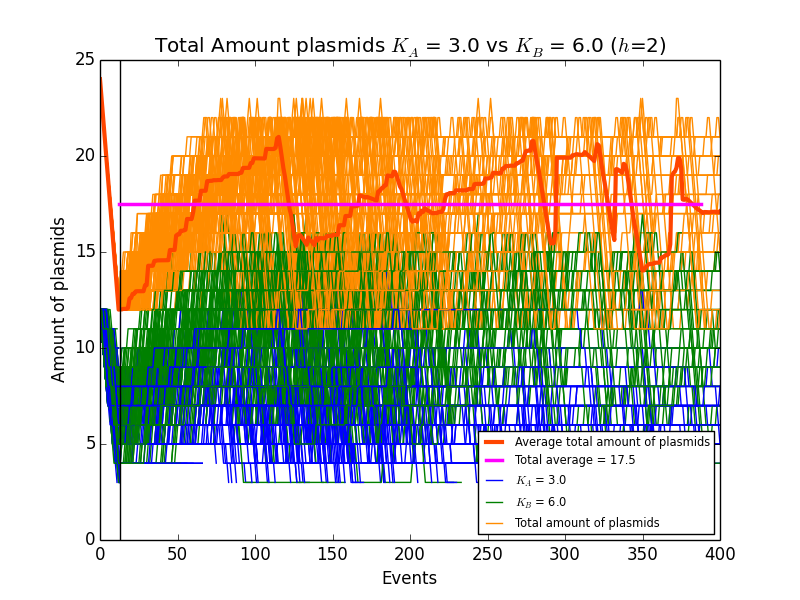 Total Amount plasmids K_A = 3.0 vs K_B = 6.0 (h=2)
25
20
15
10
5
0
Amount of plasmids
Average total amount of plasmids
Total average = 17.5
K_A = 3.0
K_B = 6.0
Total amount of plasmids
0 50 100 150 200 250 300 350 400
Events